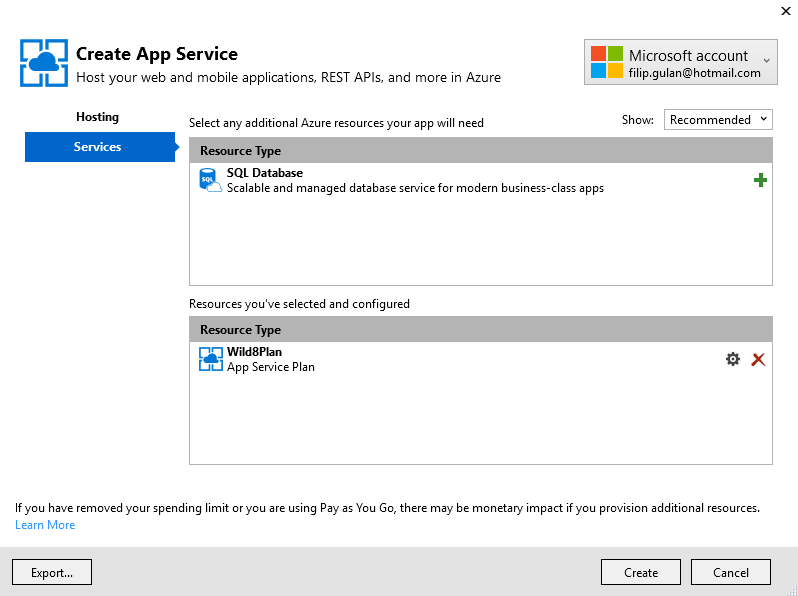 Create App Service
Host your web and mobile applications, REST APIs, and more in Azure
Microsoft account
filip.gulan@hotmail.com
Hosting
Services
Select any additional Azure resources your app will need
Show: Recommended
Resource Type
SQL
SQL Database
Scalable and managed database service for modern business-class apps
Resources you've selected and configured
Resource Type
Wild8Plan
App Service Plan
If you have removed your spending limit or you are using Pay as You Go, there may be monetary impact if you provision additional resources.
Learn More
Export...
Create
Cancel